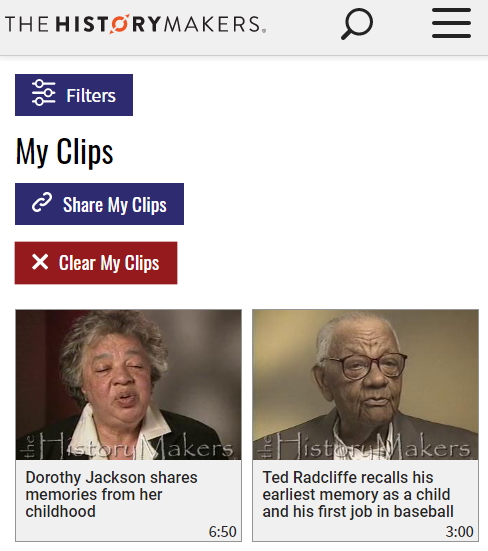 THE HISTORYMAKERS®
Filters
My Clips
Share My Clips
Clear My Clips
the HistoryMakers
the HistoryMakers
Dorothy Jackson shares
memories from her
childhood
6:50
Ted Radcliffe recalls his
earliest memory as a child
and his first job in baseball
3:00